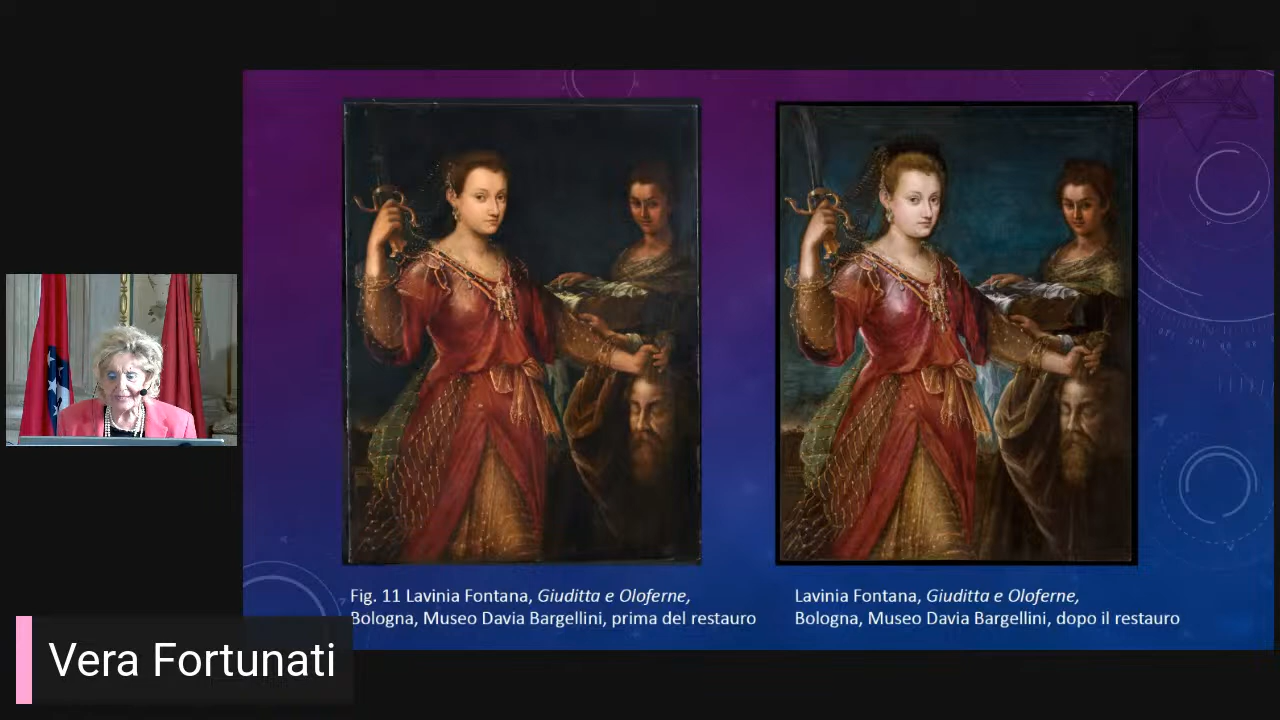 Fig. 11 Lavinia Fontana, Giuditta e Oloferne,
Bologna, Museo Davia Bargellini, prima del restauro
Lavinia Fontana, Giuditta e Oloferne,
Bologna, Museo Davia Bargellini, dopo il restauro
Vera Fortunati